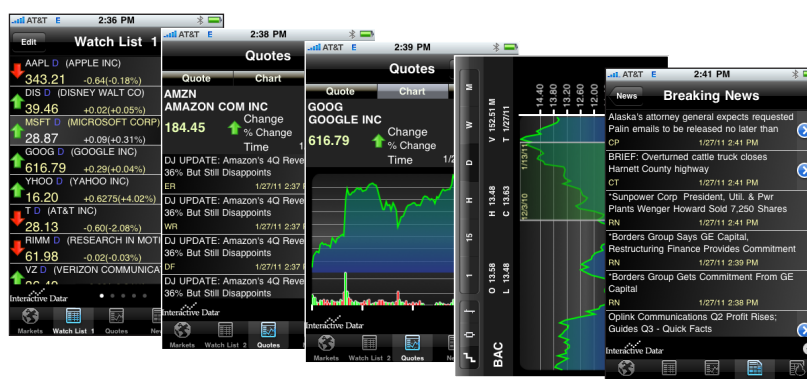 AT&T E 2:36 PM
Edit Watch List 1
AAPL D (APPLE INC)
343.21 -0.64(-0.18%)
DIS D (DISNEY WALT CO)
39.46 +0.02(+0.05%)
MSFT D (MICROSOFT CORP)
28.87 +0.09(+0.31%)
GOOG D (GOOGLE INC)
616.79 +0.29(+0.04%)
YHOO D (YAHOO INC)
16.20 +0.6275(+4.02%)
T D (AT&T INC)
28.13 -0.60(-2.08%)
RIMM D (RESEARCH IN MOTI
61.98 -0.02(-0.03%)
VZ D (VERIZON COMMUNICA
Interactive Data
Markets Watch List 1 Quotes Ne
AT&T E 2:38 PM
Quotes
Quote Chart
AMZN
AMAZON COM INC
184.45 Change
% Change
Time 1
DJ UPDATE: Amazon's 4Q Reve
36% But Still Disappoints
ER 1/27/11 2:37
DJ UPDATE: Amazon's 4Q Reve
36% But Still Disappoints
WR 1/27/11 2:37
DJ UPDATE: Amazon's 4Q Reve
36% But Still Disappoints
DF 1/27/11 2:37
DJ UPDATE: Amazon's 4Q Reve
36% But Still Disappoints
Interactive Data
Markets Watch List 2 Quotes N
AT&T E 2:39 PM
Quotes
Quote Chart
GOOG
GOOGLE INC
616.79 Change
% Change
Time 1/2
Interactive Data
Markets Watch List 2 Quotes Ne
M
W
D
H
15
1
V 152.51 M
T 1/27/11
H 13.48
C 13.63
O 13.58
L 13.48
BAC
14.40
13.80
13.20
12.60
12.00
1/13/11
12/3/10
AT&T E 2:41 PM
News Breaking News
Alaska's attorney general expects requested
Palin emails to be released no later than
CP 1/27/11 2:41 PM
BRIEF: Overturned cattle truck closes
Harnett County highway
CT 1/27/11 2:41 PM
*Sunpower Corp President, Util. & Pwr
Plants Wenger Howard Sold 7,250 Shares
RN 1/27/11 2:41 PM
*Borders Group Says GE Capital,
Restructuring Finance Provides Commitment
RN 1/27/11 2:39 PM
*Borders Group Gets Commitment From GE
Capital
RN 1/27/11 2:38 PM
Oplink Communications Q2 Profit Rises;
Guides Q3 - Quick Facts
Interactive Data